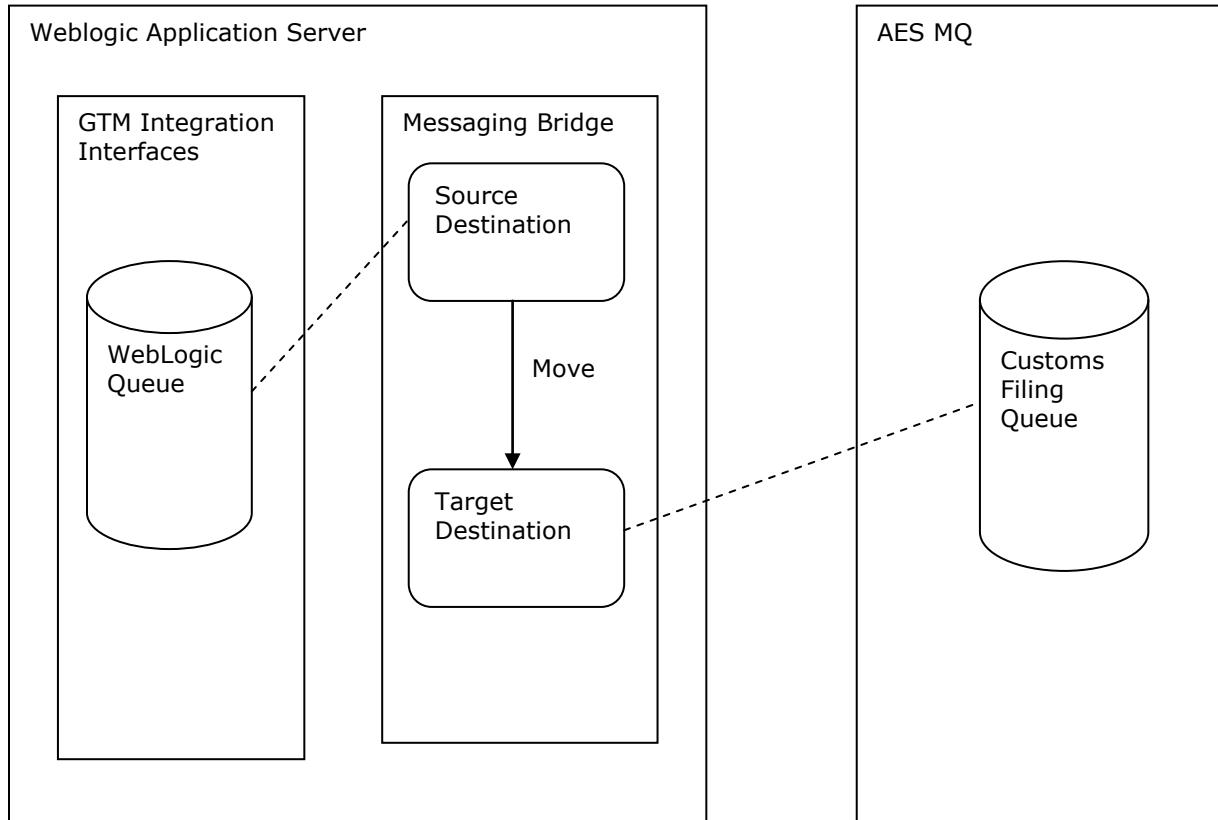 Weblogic Application Server
AES MQ
GTM Integration
Interfaces
Messaging Bridge
Source
Destination
WebLogic
Queue
Move
Customs
Filing
Queue
Target
Destination